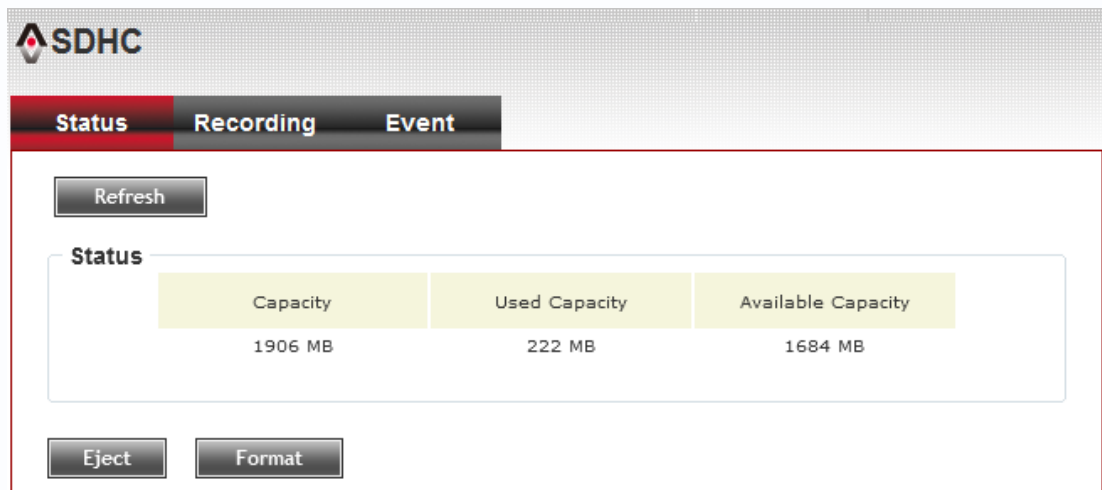 SDHC
Status Recording Event
Refresh
Status
Capacity Used Capacity Available Capacity
1906 MB 222 MB 1684 MB
Eject Format